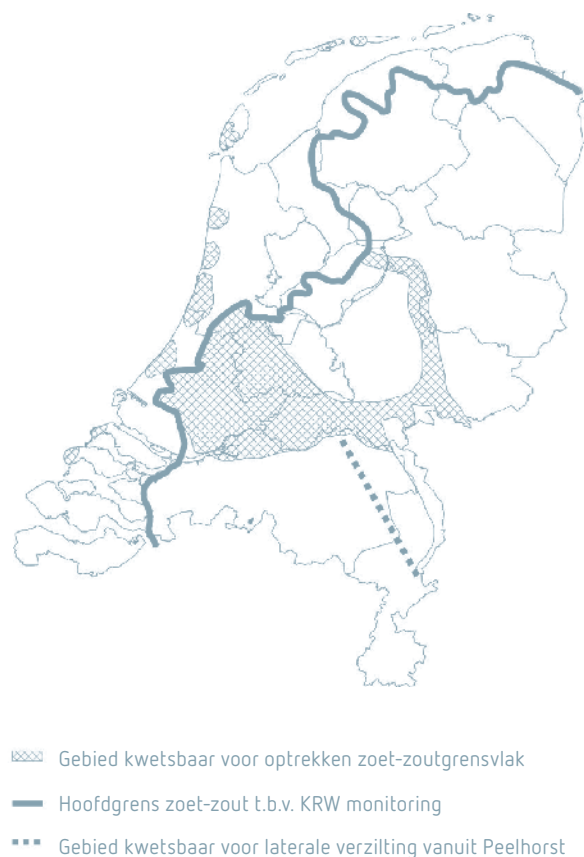 Gebied kwetsbaar voor optrekken zoet-zoutgrensvlak
Hoofdgrens zoet-zout t.b.v. KRW monitoring
Gebied kwetsbaar voor laterale verzilting vanuit Peelhorst